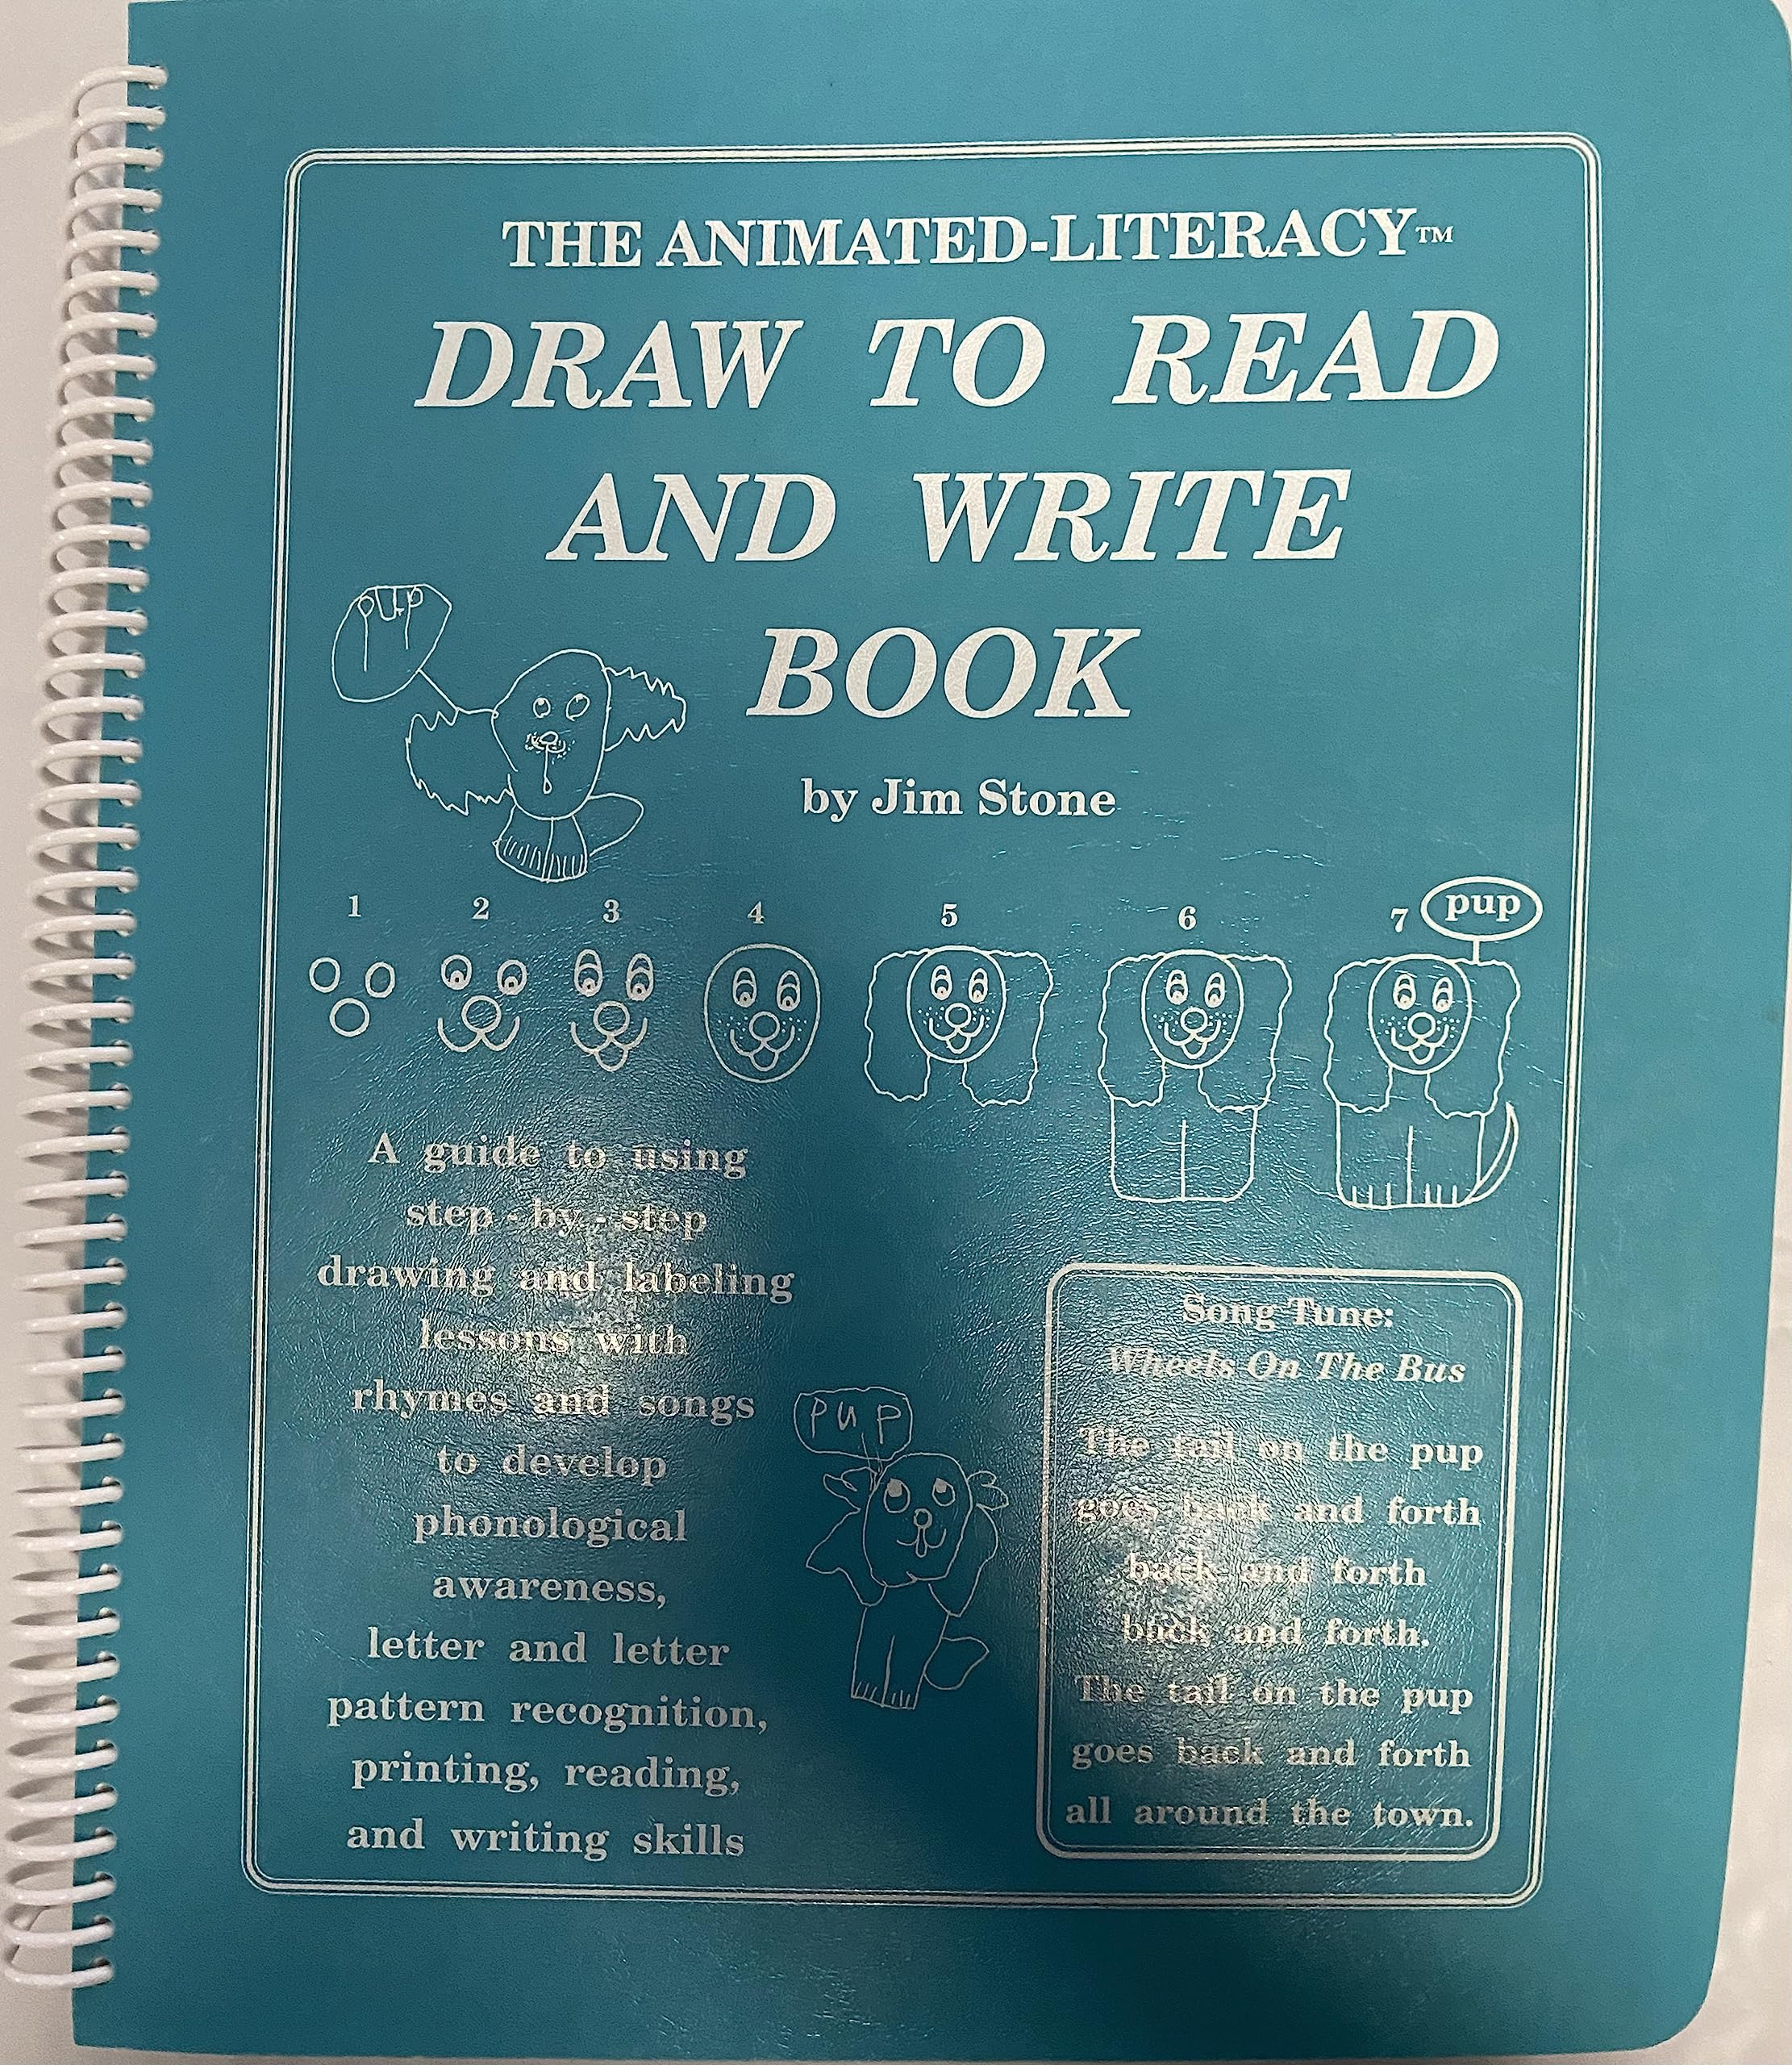 THE ANIMATED-LITERACY™
DRAW TO READ
AND WRITE
BOOK
by Jim Stone
pup
1 2 3 4 5 6 7 pup
A guide to using
step - by - step
drawing and labeling
lessons with
rhymes and songs
to develop
phonological
awareness,
letter and letter
pattern recognition,
printing, reading,
and writing skills
pup
Song Tune:
Wheels On The Bus
The tail on the pup
goes back and forth
back and forth
back and forth.
The tail on the pup
goes back and forth
all around the town.